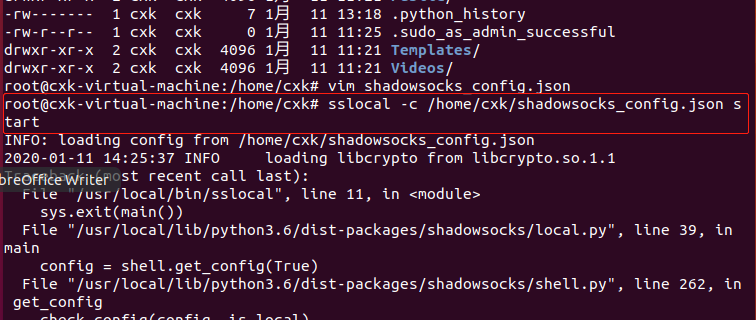 -rw------- 1 cxk cxk 7 1月 11 13:18 .python_history
-rw-r--r-- 1 cxk cxk 0 1月 11 11:25 .sudo_as_admin_successful
drwxr-xr-x 2 cxk cxk 4096 1月 11 11:21 Templates/
drwxr-xr-x 2 cxk cxk 4096 1月 11 11:21 Videos/
root@cxk-virtual-machine:/home/cxk# vim shadowsocks_config.json
root@cxk-virtual-machine:/home/cxk# sslocal -c /home/cxk/shadowsocks_config.json s
tart
INFO: loading config from /home/cxk/shadowsocks_config.json
2020-01-11 14:25:37 INFO loading libcrypto from libcrypto.so.1.1
breOffice Writer (most recent call last):
File "/usr/local/bin/sslocal", line 11, in <module>
sys.exit(main())
File "/usr/local/lib/python3.6/dist-packages/shadowsocks/local.py", line 39, in
main
config = shell.get_config(True)
File "/usr/local/lib/python3.6/dist-packages/shadowsocks/shell.py", line 262, in
get_config
check_config(config, is_local)